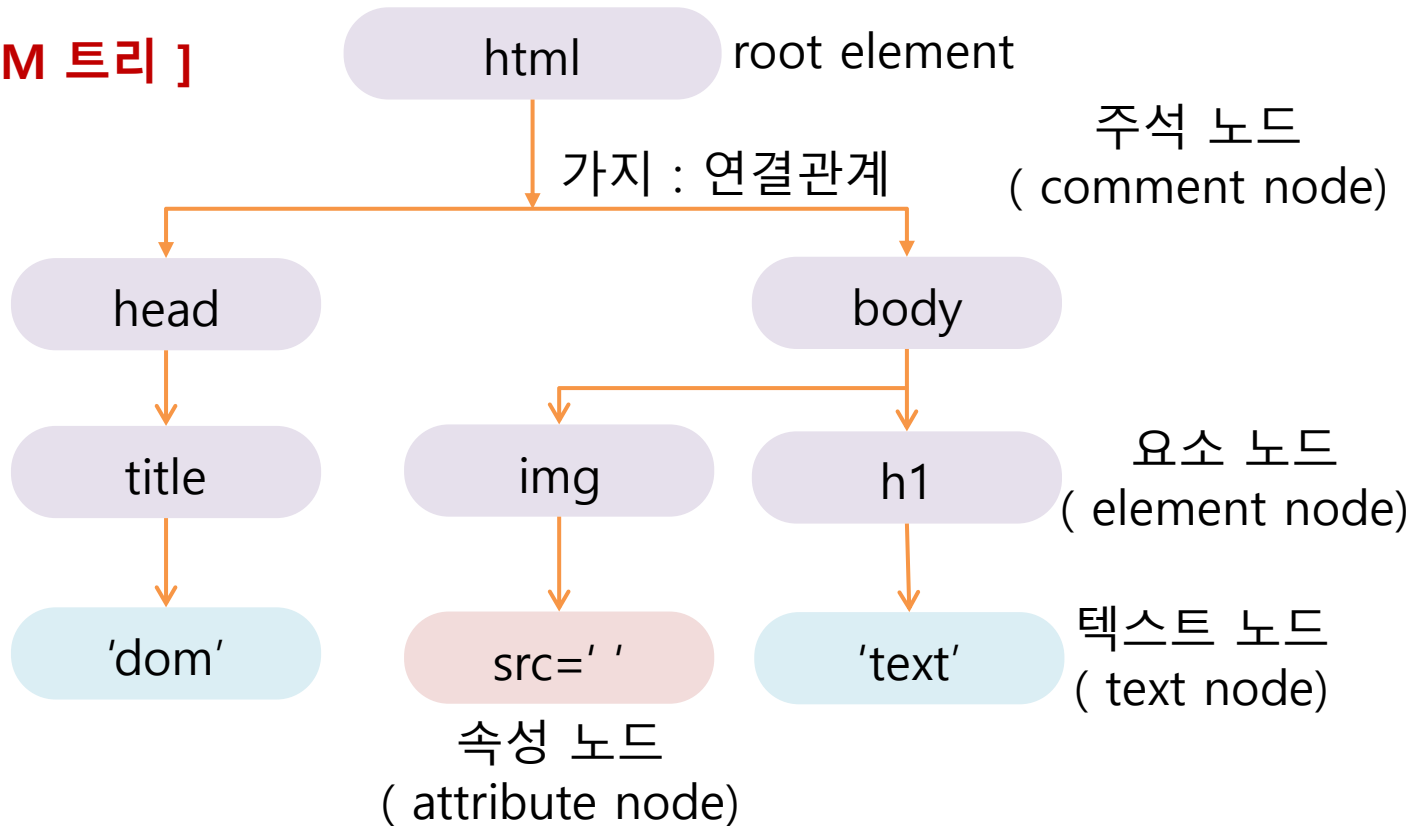 M 트리 ]
html
root element
주석 노드
( comment node)
가지 : 연결관계
head
body
title
img
h1
요소 노드
( element node)
'dom'
src=' '
'text'
텍스트 노드
( text node)
속성 노드
( attribute node)